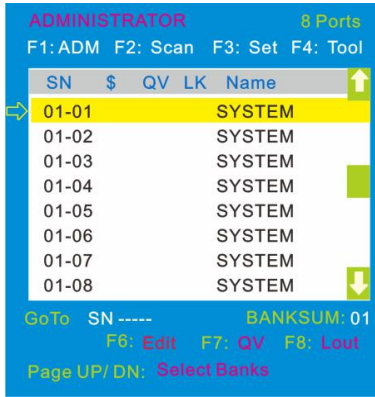 ADMINISTRATOR 8 Ports
F1: ADM F2: Scan F3: Set F4: Tool
SN $ QV LK Name
01-01 SYSTEM
01-02 SYSTEM
01-03 SYSTEM
01-04 SYSTEM
01-05 SYSTEM
01-06 SYSTEM
01-07 SYSTEM
01-08 SYSTEM
GoTo SN ----- BANKSUM: 01
F6: Edit F7: QV F8: Lout
Page UP/ DN: Select Banks